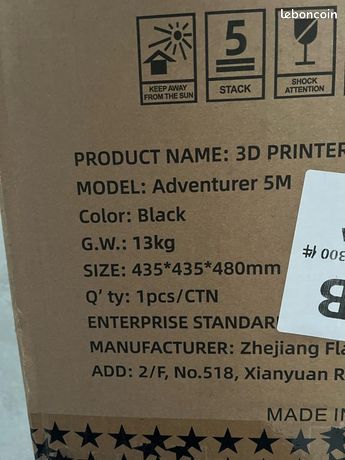 leboncoin
5
KEEP AWAY
FROM THE SUN
STACK
SHOCK
ATTENTION
PRODUCT NAME: 3D PRINTER
MODEL: Adventurer 5M
Color: Black
G.W.: 13kg
SIZE: 435*435*480mm
Q'ty: 1pcs/CTN
ENTERPRISE STANDAR
MANUFACTURER: Zhejiang Fla
ADD: 2/F, No.518, Xianyuan R
MADE IN
300
B